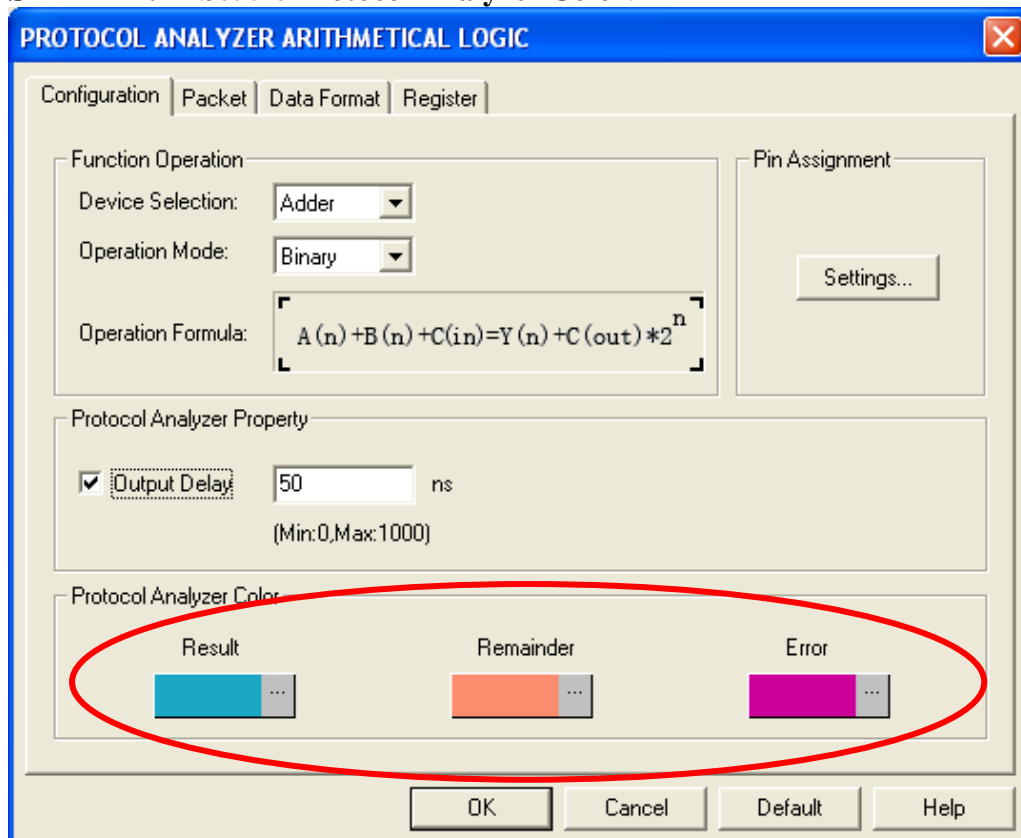 PROTOCOL ANALYZER ARITHMETICAL LOGIC
Configuration Packet Data Format Register
Function Operation
Pin Assignment
Device Selection: Adder
Operation Mode: Binary
Settings...
Operation Formula: A(n)+B(n)+C(in)=Y(n)+C(out)*2^n
Protocol Analyzer Property
Output Delay 50 ns
(Min:0,Max:1000)
Protocol Analyzer Color
Result Remainder Error
... ... ...
OK Cancel Default Help